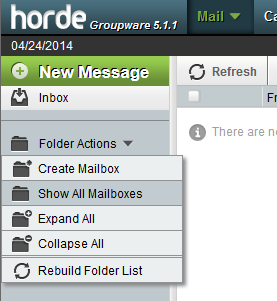 horde Groupware 5.1.1
Mail
Ca
04/24/2014
New Message
Refresh
Inbox
Fr
There are ne
Folder Actions
Create Mailbox
Show All Mailboxes
Expand All
Collapse All
Rebuild Folder List